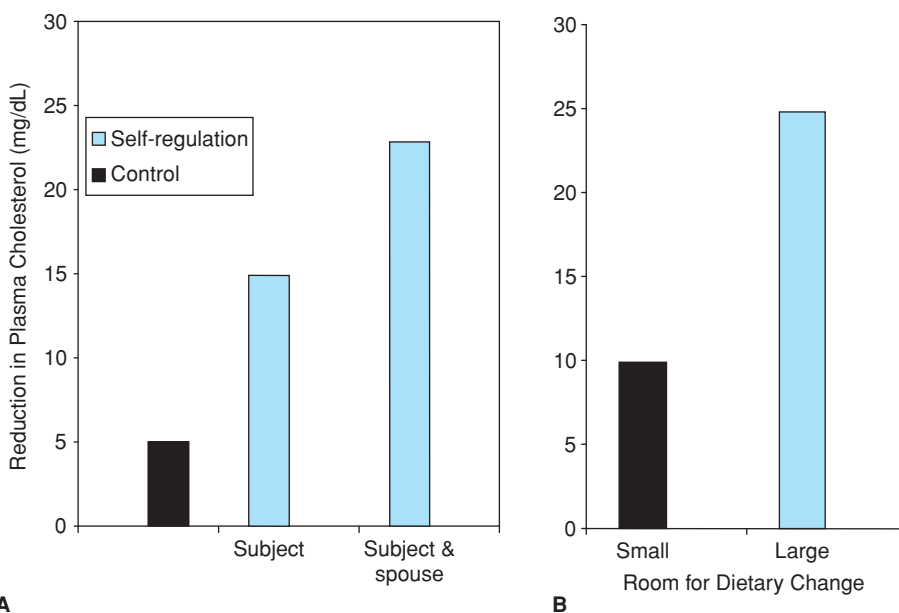 Reduction in Plasma Cholesterol (mg/dL)
30
25
20
15
10
5
0
Self-regulation
Control
Subject
Subject &
spouse
A
30
25
20
15
10
5
0
Small
Large
Room for Dietary Change
B